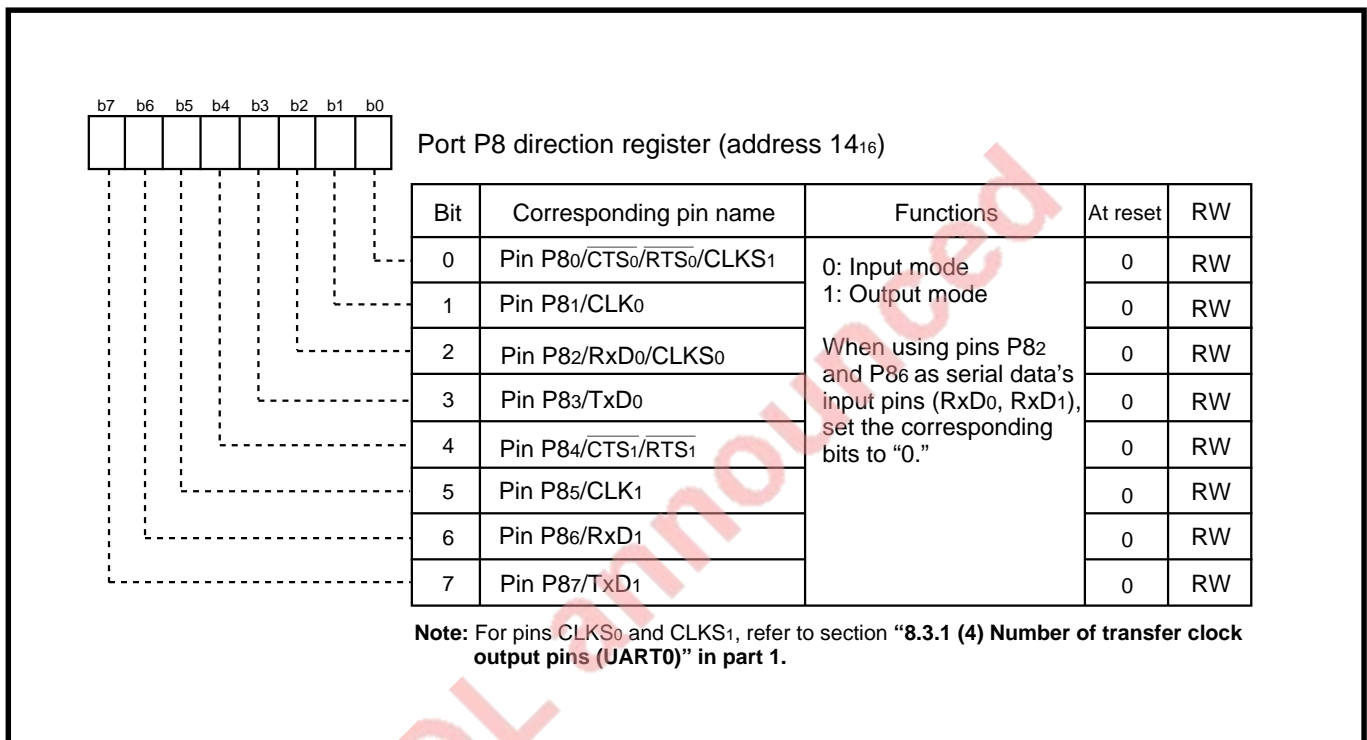 b7 b6 b5 b4 b3 b2 b1 b0
Port P8 direction register (address 14₁₆)
Bit Corresponding pin name Functions At reset RW
0 Pin P8₀/C̅T̅S̅₀/R̅T̅S̅₀/CLKS₁ 0 RW
1 Pin P8₁/CLK₀ 0 RW
2 Pin P8₂/RxD₀/CLKS₀ 0 RW
3 Pin P8₃/TxD₀ 0 RW
4 Pin P8₄/C̅T̅S̅₁/R̅T̅S̅₁ 0 RW
5 Pin P8₅/CLK₁ 0 RW
6 Pin P8₆/RxD₁ 0 RW
7 Pin P8₇/TxD₁ 0 RW
0: Input mode
1: Output mode
When using pins P8₂
and P8₆ as serial data's
input pins (RxD₀, RxD₁),
set the corresponding
bits to “0.”
Note: For pins CLKS₀ and CLKS₁, refer to section “8.3.1 (4) Number of transfer clock
output pins (UART0)” in part 1.
OL announced